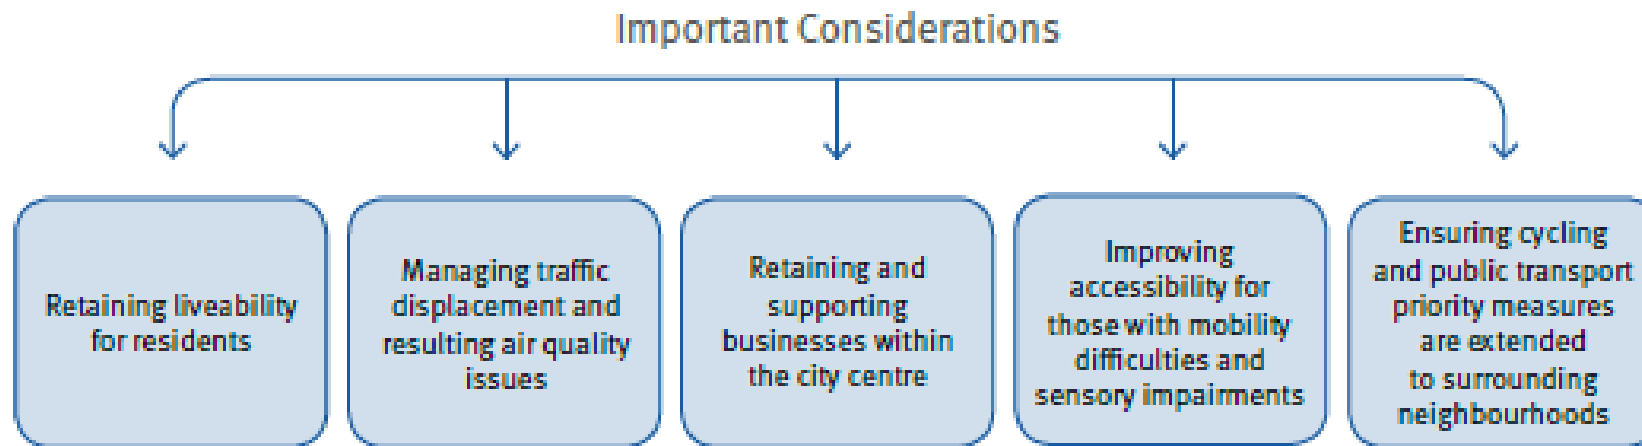 Important Considerations
Retaining liveability
for residents
Managing traffic
displacement and
resulting air quality
issues
Retaining and
supporting
businesses within
the city centre
Improving
accessibility for
those with mobility
difficulties and
sensory impairments
Ensuring cycling
and public transport
priority measures
are extended
to surrounding
neighbourhoods